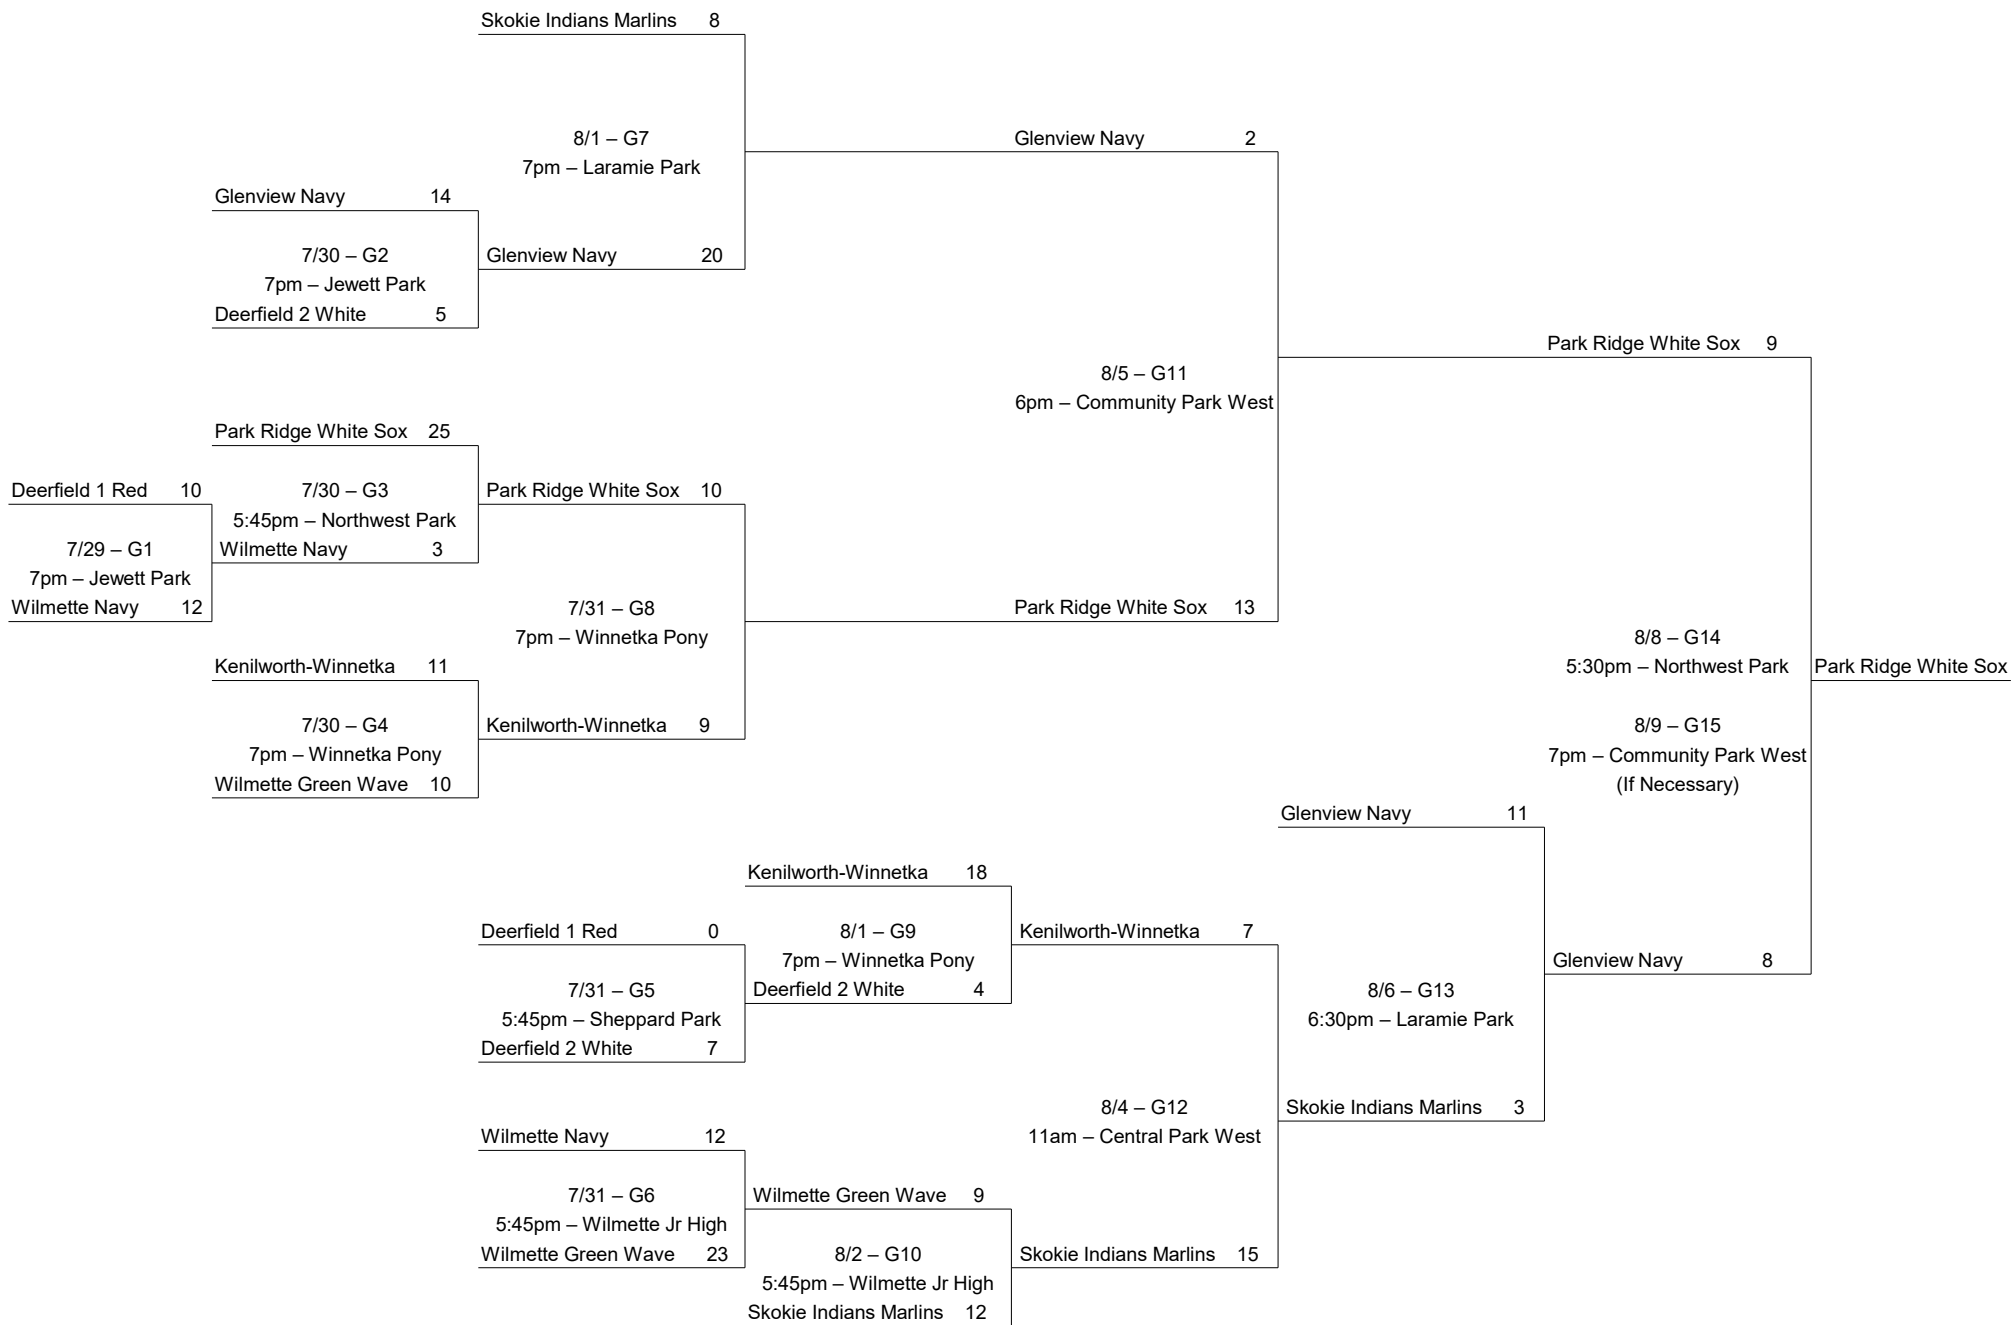 Skokie Indians Marlins 8
8/1 – G7
7pm – Laramie Park
Glenview Navy 2
Glenview Navy 14
7/30 – G2
7pm – Jewett Park
Deerfield 2 White 5
Glenview Navy 20
Park Ridge White Sox 9
8/5 – G11
6pm – Community Park West
Park Ridge White Sox 25
Deerfield 1 Red 10
7/30 – G3
5:45pm – Northwest Park
Park Ridge White Sox 10
7/29 – G1
7pm – Jewett Park
Wilmette Navy 12
Wilmette Navy 3
7/31 – G8
7pm – Winnetka Pony
Park Ridge White Sox 13
Kenilworth-Winnetka 11
7/30 – G4
7pm – Winnetka Pony
Wilmette Green Wave 10
Kenilworth-Winnetka 9
8/8 – G14
5:30pm – Northwest Park
Park Ridge White Sox
8/9 – G15
7pm – Community Park West
(If Necessary)
Glenview Navy 11
Kenilworth-Winnetka 18
Deerfield 1 Red 0
8/1 – G9
7pm – Winnetka Pony
Deerfield 2 White 4
Kenilworth-Winnetka 7
7/31 – G5
5:45pm – Sheppard Park
Deerfield 2 White 7
8/6 – G13
6:30pm – Laramie Park
Glenview Navy 8
8/4 – G12
11am – Central Park West
Skokie Indians Marlins 3
Wilmette Navy 12
7/31 – G6
5:45pm – Wilmette Jr High
Wilmette Green Wave 23
Wilmette Green Wave 9
8/2 – G10
5:45pm – Wilmette Jr High
Skokie Indians Marlins 12
Skokie Indians Marlins 15